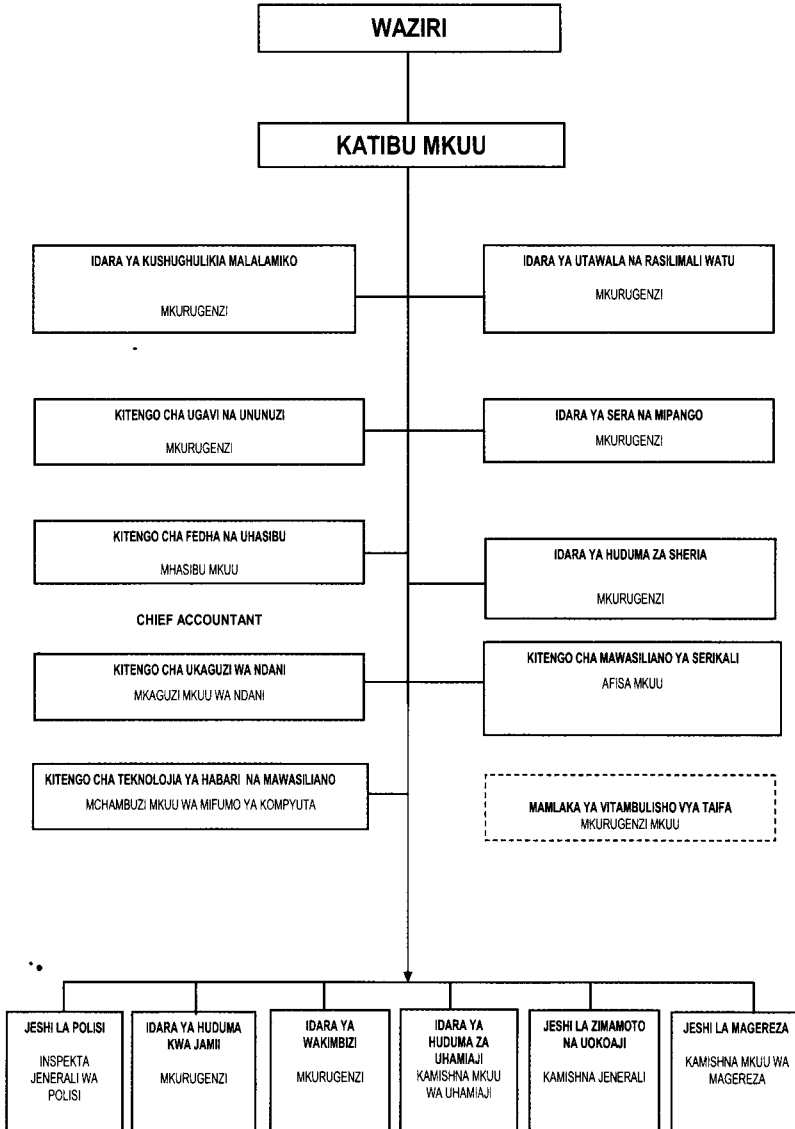 WAZIRI
KATIBU MKUU
IDARA YA KUSHUGHULIKIA MALALAMIKO
MKURUGENZI
IDARA YA UTAWALA NA RASILIMALI WATU
MKURUGENZI
KITENGO CHA UGAVI NA UNUNUZI
MKURUGENZI
IDARA YA SERA NA MIPANGO
MKURUGENZI
KITENGO CHA FEDHA NA UHASIBU
MHASIBU MKUU
IDARA YA HUDUMA ZA SHERIA
MKURUGENZI
CHIEF ACCOUNTANT
KITENGO CHA UKAGUZI WA NDANI
MKAGUZI MKUU WA NDANI
KITENGO CHA MAWASILIANO YA SERIKALI
AFISA MKUU
KITENGO CHA TEKNOLOJIA YA HABARI NA MAWASILIANO
MCHAMBUZI MKUU WA MIFUMO YA KOMPYUTA
MAMLAKA YA VITAMBULISHO VYA TAIFA
MKURUGENZI MKUU
JESHI LA POLISI
INSPEKTA
JENERALI WA
POLISI
IDARA YA HUDUMA
KWA JAMII
MKURUGENZI
IDARA YA
WAKIMBIZI
MKURUGENZI
IDARA YA
HUDUMA ZA
UHAMIAJI
KAMISHNA MKUU
WA UHAMIAJI
JESHI LA ZIMAMOTO
NA UOKOAJI
KAMISHNA JENERALI
JESHI LA MAGEREZA
KAMISHNA MKUU WA
MAGEREZA